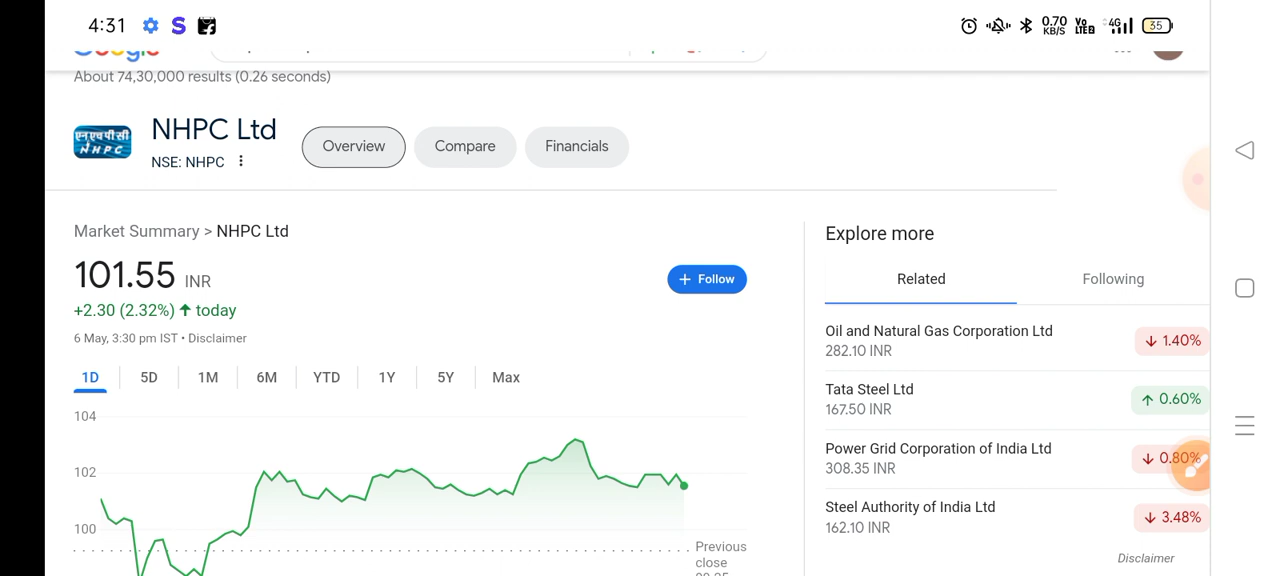 4:31
0.70 KB/S
Vo LTE
4G
35
About 74,30,000 results (0.26 seconds)
एनएचपीसी
NHPC
NHPC Ltd
NSE: NHPC
Overview
Compare
Financials
Market Summary > NHPC Ltd
101.55 INR
+2.30 (2.32%) ↑ today
6 May, 3:30 pm IST • Disclaimer
+ Follow
1D 5D 1M 6M YTD 1Y 5Y Max
104
102
100
Previous
close
Explore more
Related Following
Oil and Natural Gas Corporation Ltd
282.10 INR
↓ 1.40%
Tata Steel Ltd
167.50 INR
↑ 0.60%
Power Grid Corporation of India Ltd
308.35 INR
↓ 0.80%
Steel Authority of India Ltd
162.10 INR
↓ 3.48%
Disclaimer